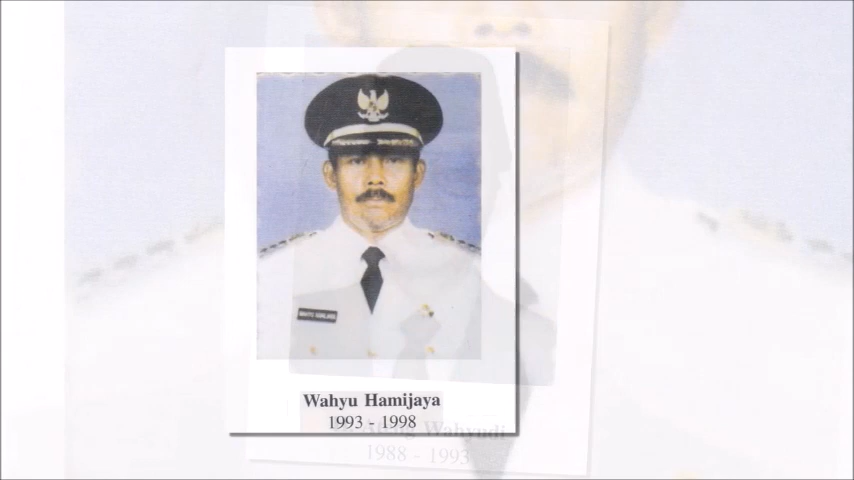 Wahyu Hamijaya
1993 - 1998
Wahyudi
1988 - 1993